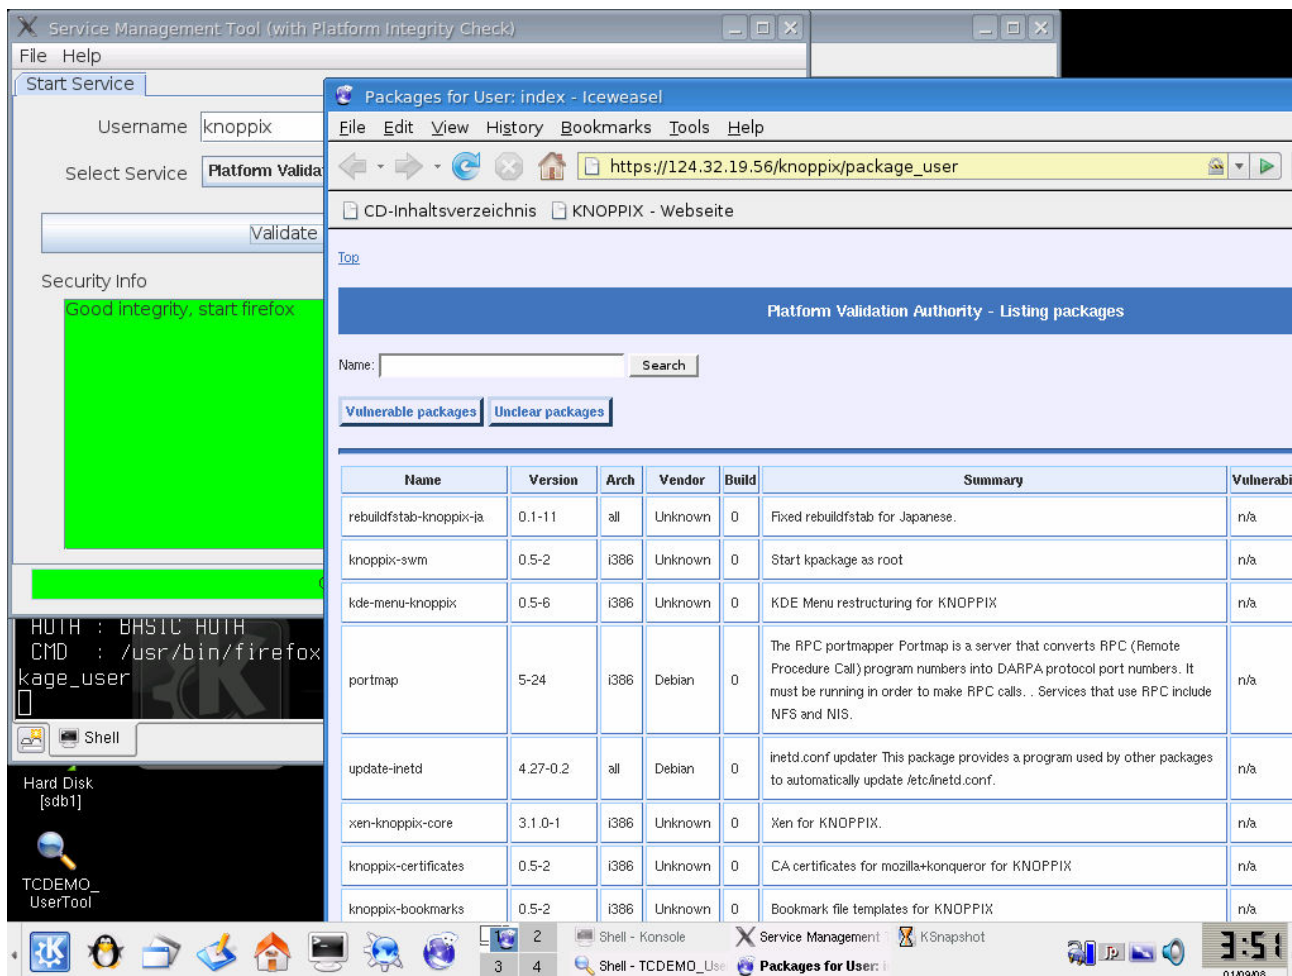 Service Management Tool (with Platform Integrity Check)
File Help
Start Service
Username knoppix
Select Service Platform Valida
Validate
Security Info
Good integrity, start firefox
AUTH : BASIC AUTH
CMD : /usr/bin/firefox
kage_user
Shell
Hard Disk
[sdb1]
TCDEMO_
UserTool
Packages for User: index - Iceweasel
File Edit View History Bookmarks Tools Help
https://124.32.19.56/knoppix/package_user
CD-Inhaltsverzeichnis KNOPPIX - Webseite
Top
Platform Validation Authority - Listing packages
Name: Search
Vulnerable packages Unclear packages
Name Version Arch Vendor Build Summary Vulnerabi
rebuildfstab-knoppix-ja 0.1-11 all Unknown 0 Fixed rebuildfstab for Japanese. n/a
knoppix-swm 0.5-2 i386 Unknown 0 Start kpackage as root n/a
kde-menu-knoppix 0.5-6 i386 Unknown 0 KDE Menu restructuring for KNOPPIX n/a
portmap 5-24 i386 Debian 0 The RPC portmapper Portmap is a server that converts RPC (Remote
Procedure Call) program numbers into DARPA protocol port numbers. It
must be running in order to make RPC calls. . Services that use RPC include
NFS and NIS. n/a
update-inetd 4.27-0.2 all Debian 0 inetd.conf updater This package provides a program used by other packages
to automatically update /etc/inetd.conf. n/a
xen-knoppix-core 3.1.0-1 i386 Unknown 0 Xen for KNOPPIX. n/a
knoppix-certificates 0.5-2 i386 Unknown 0 CA certificates for mozilla+konqueror for KNOPPIX n/a
knoppix-bookmarks 0.5-2 i386 Unknown 0 Bookmark file templates for KNOPPIX n/a
1 2 Shell - Konsole Service Management KSnapshot
3 4 Shell - TCDEMO_Use Packages for User: i
JP
3:51
01/09/08